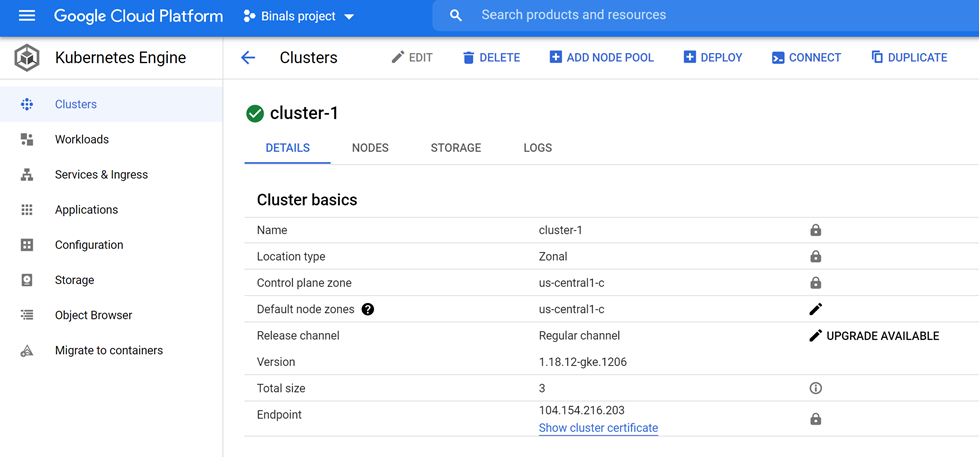 Google Cloud Platform Binals project Search products and resources
Kubernetes Engine Clusters EDIT DELETE ADD NODE POOL DEPLOY CONNECT DUPLICATE
Clusters
Workloads
Services & Ingress
Applications
Configuration
Storage
Object Browser
Migrate to containers
cluster-1
DETAILS NODES STORAGE LOGS
Cluster basics
Name cluster-1
Location type Zonal
Control plane zone us-central1-c
Default node zones ? us-central1-c
Release channel Regular channel UPGRADE AVAILABLE
Version 1.18.12-gke.1206
Total size 3
Endpoint 104.154.216.203
Show cluster certificate